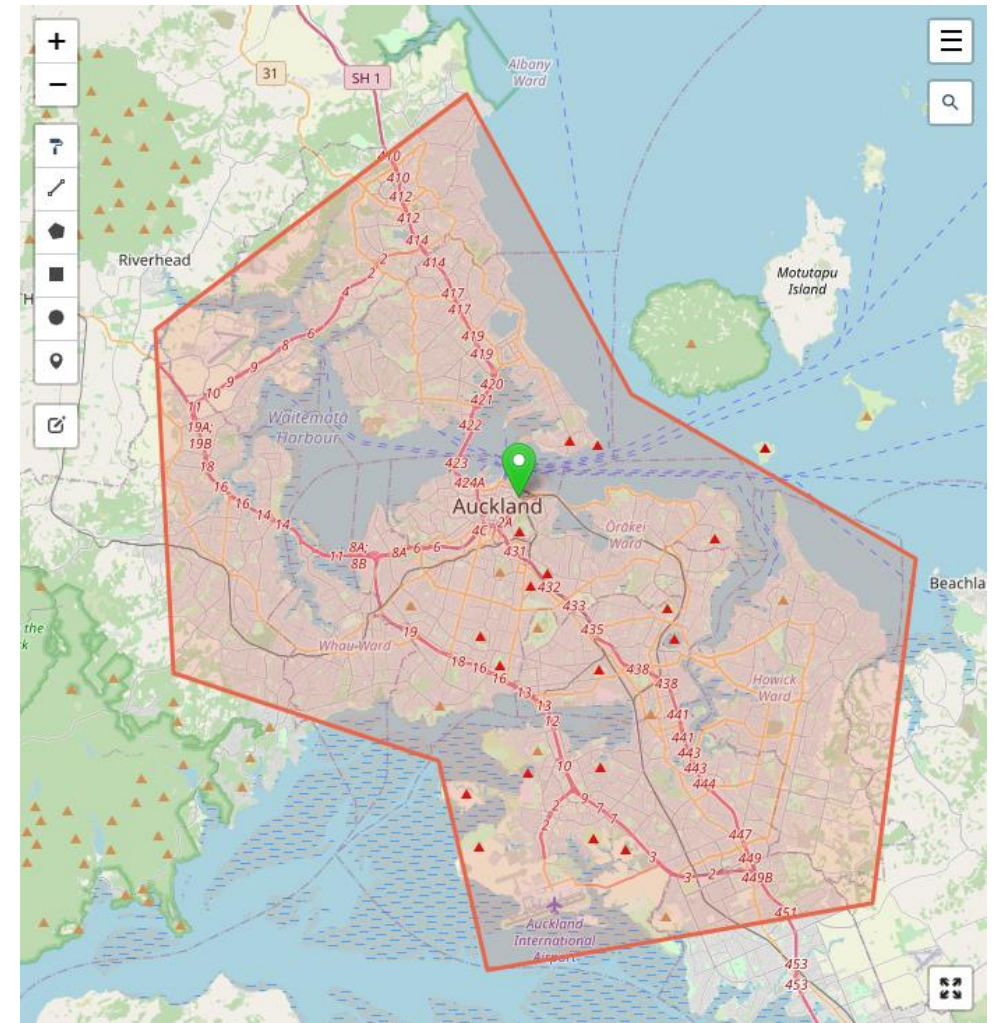 +
Albany
Ward
31
SH 1
−
410
410
412
412
414
414
2
2
4
Riverhead
Motutapu
Island
417
417
6
8
419
419
9
9
10
420
421
11
Waitematā
Harbour
422
19A;
19B
423
18
424A
16
Auckland
16
14
14
2A
4C
Ōrākei
Ward
8A;
8B
11
8A
6
6
431
432
Beachla
433
the
k
19
435
Whau Ward
18
16
16
438
438
Howick
Ward
13
13
12
441
441
443
443
444
10
2
2
9
7
7
447
3
449
3
2
449B
451
Auckland
International
Airport
453
453